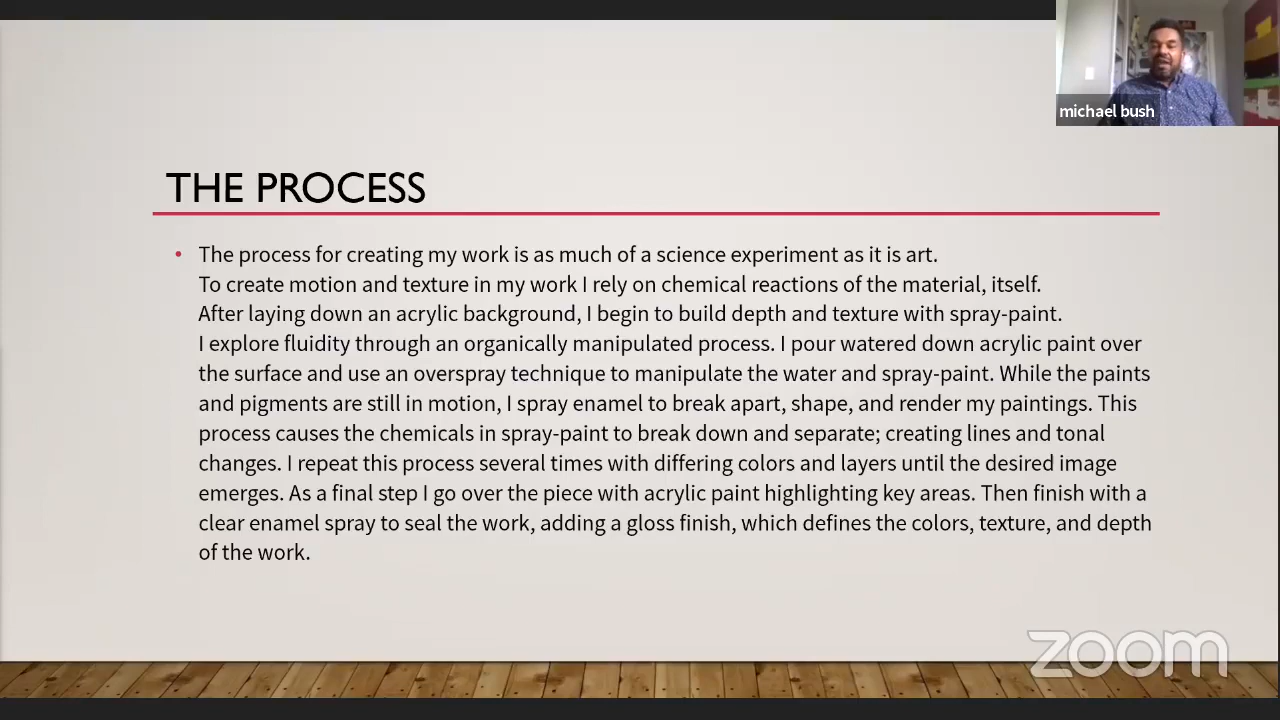 michael bush
THE PROCESS
• The process for creating my work is as much of a science experiment as it is art.
To create motion and texture in my work I rely on chemical reactions of the material, itself.
After laying down an acrylic background, I begin to build depth and texture with spray-paint.
I explore fluidity through an organically manipulated process. I pour watered down acrylic paint over
the surface and use an overspray technique to manipulate the water and spray-paint. While the paints
and pigments are still in motion, I spray enamel to break apart, shape, and render my paintings. This
process causes the chemicals in spray-paint to break down and separate; creating lines and tonal
changes. I repeat this process several times with differing colors and layers until the desired image
emerges. As a final step I go over the piece with acrylic paint highlighting key areas. Then finish with a
clear enamel spray to seal the work, adding a gloss finish, which defines the colors, texture, and depth
of the work.
zoom